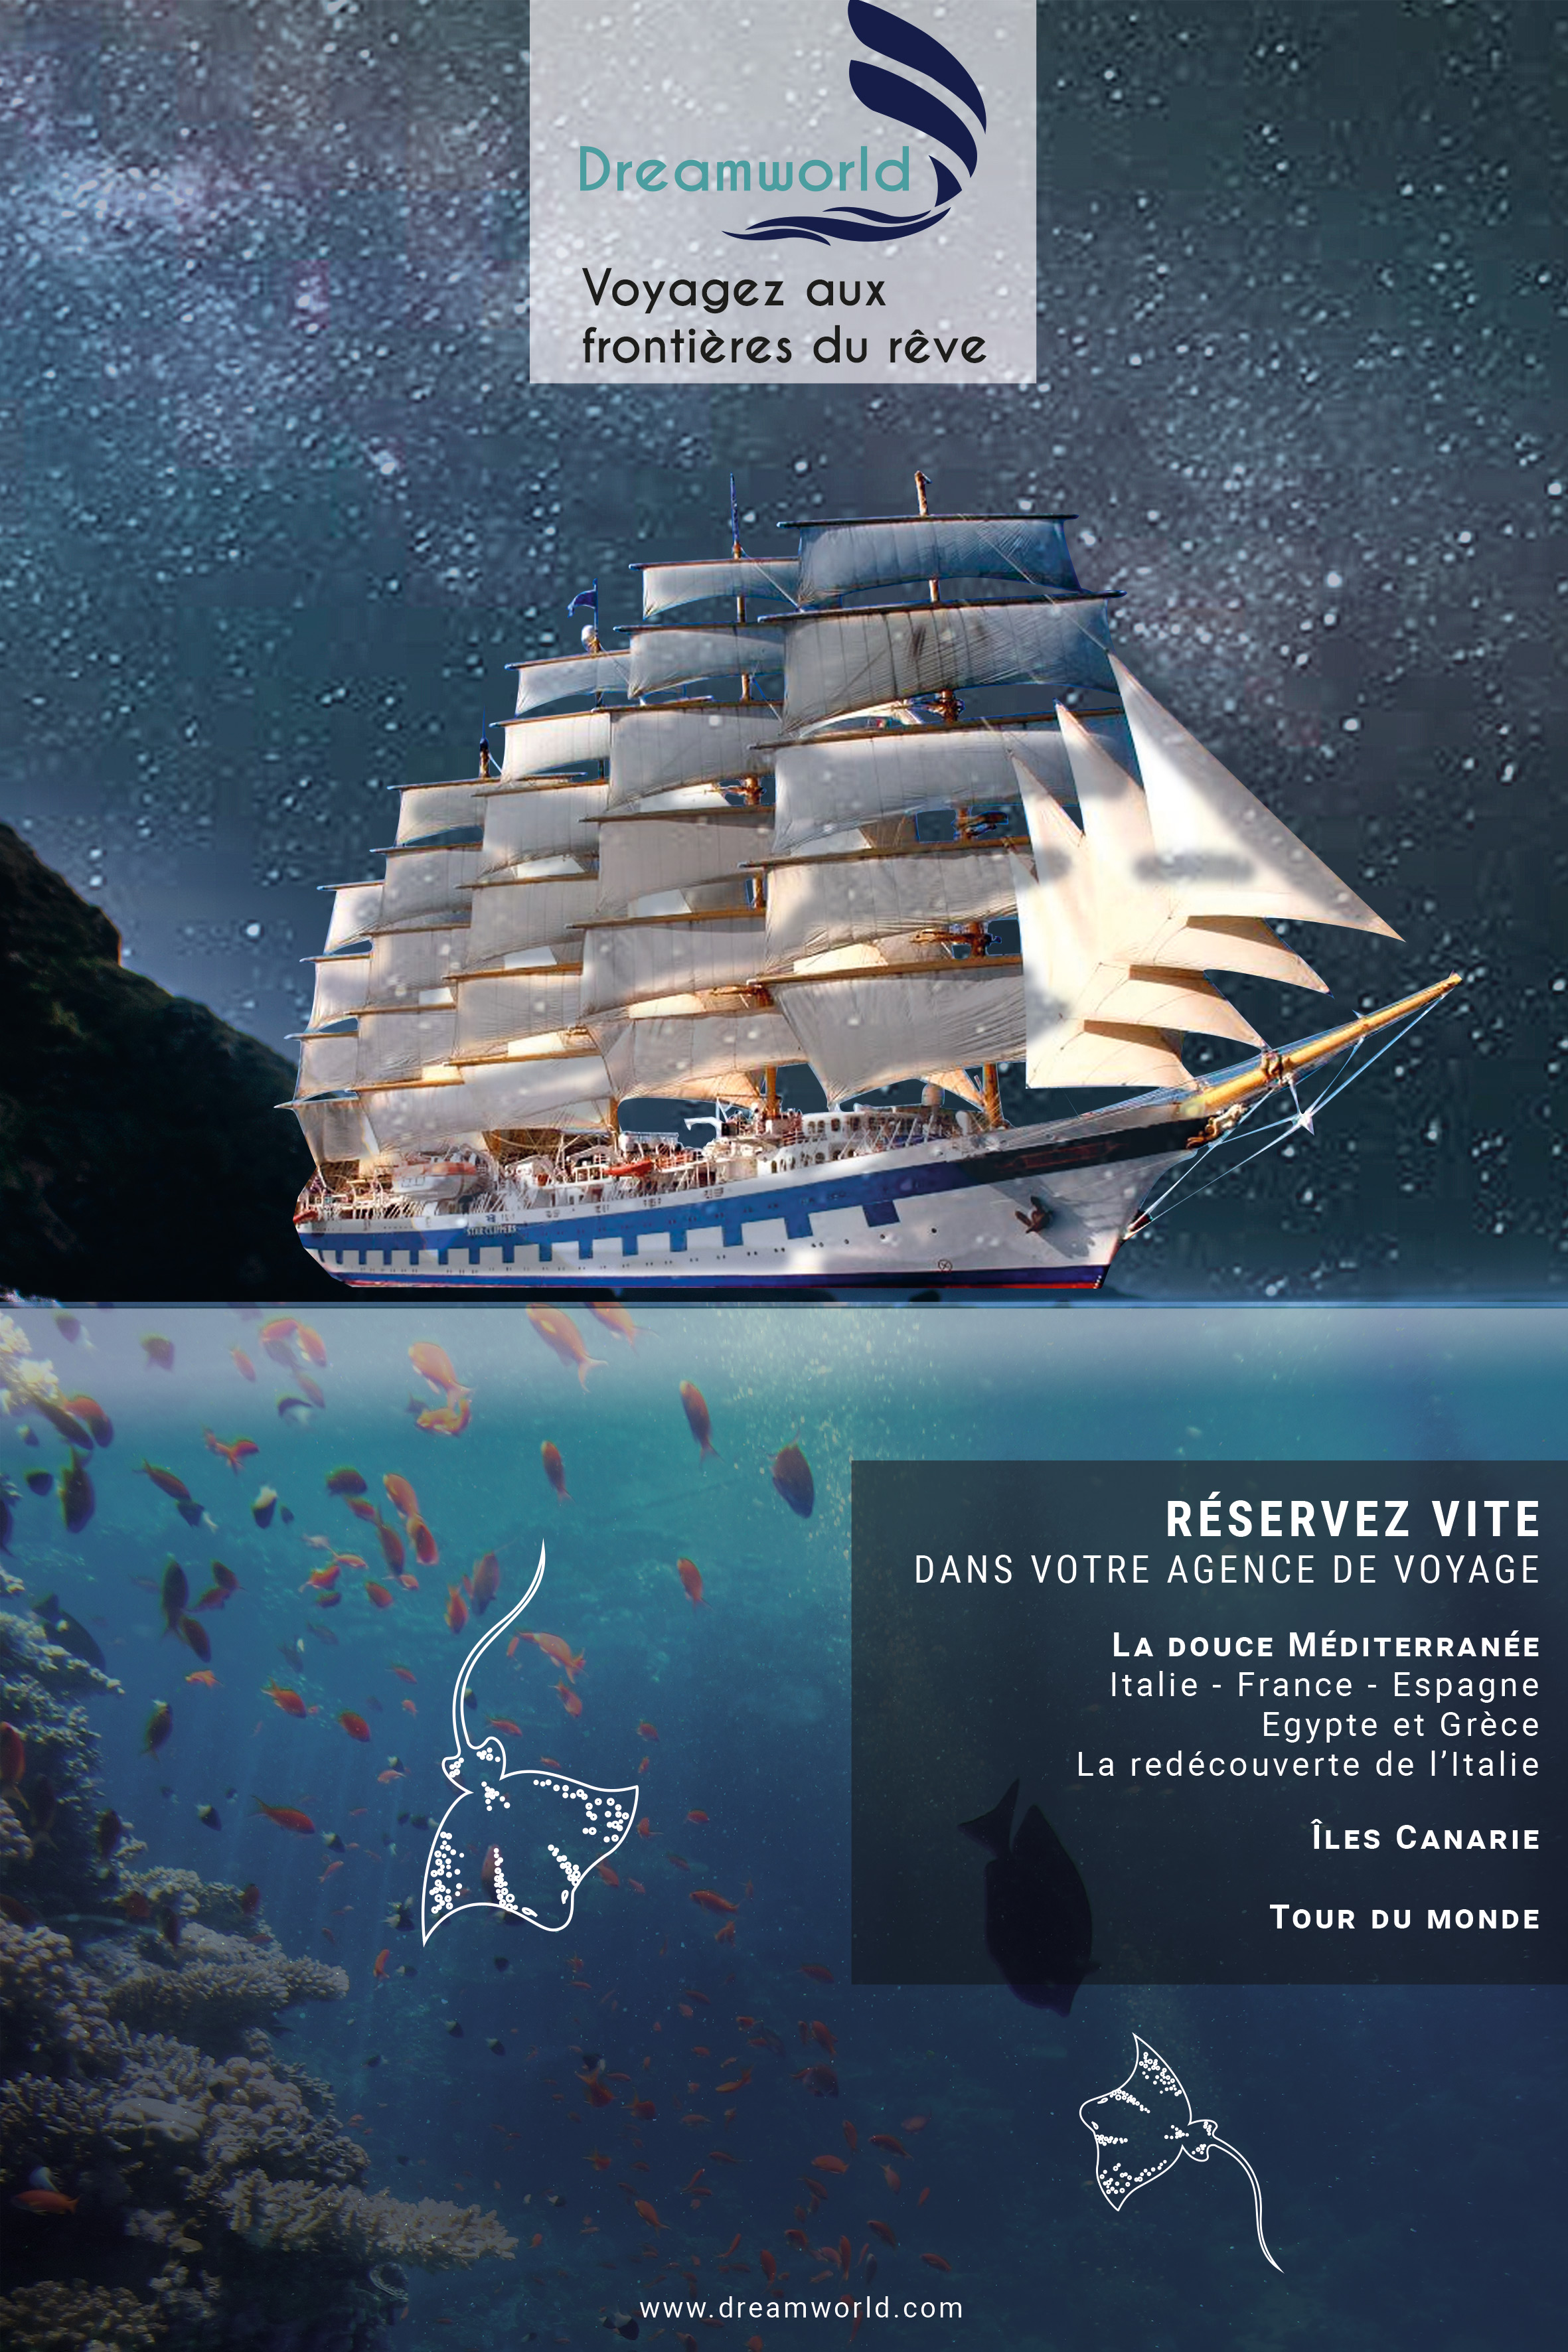 Dreamworld
Voyagez aux
frontières du rêve
RÉSERVEZ VITE
DANS VOTRE AGENCE DE VOYAGE
LA DOUCE MÉDITERRANÉE
Italie - France - Espagne
Egypte et Grèce
La redécouverte de l’Italie
ÎLES CANARIE
TOUR DU MONDE
www.dreamworld.com